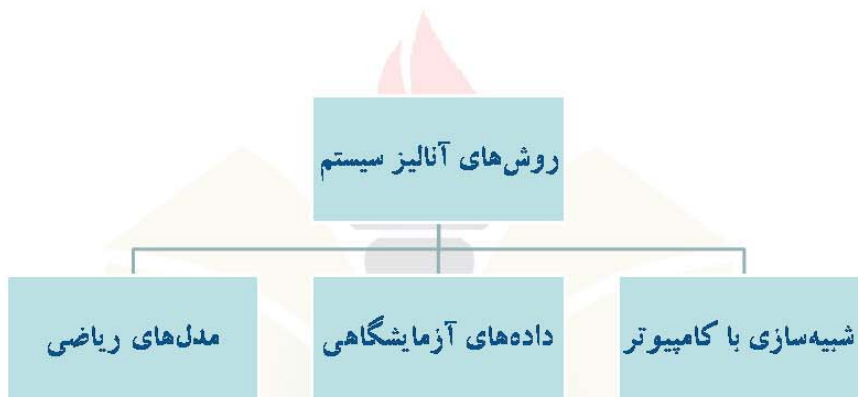 روش‌های آنالیز سیستم
شبیه‌سازی با کامپیوتر
داده‌های آزمایشگاهی
مدل‌های ریاضی